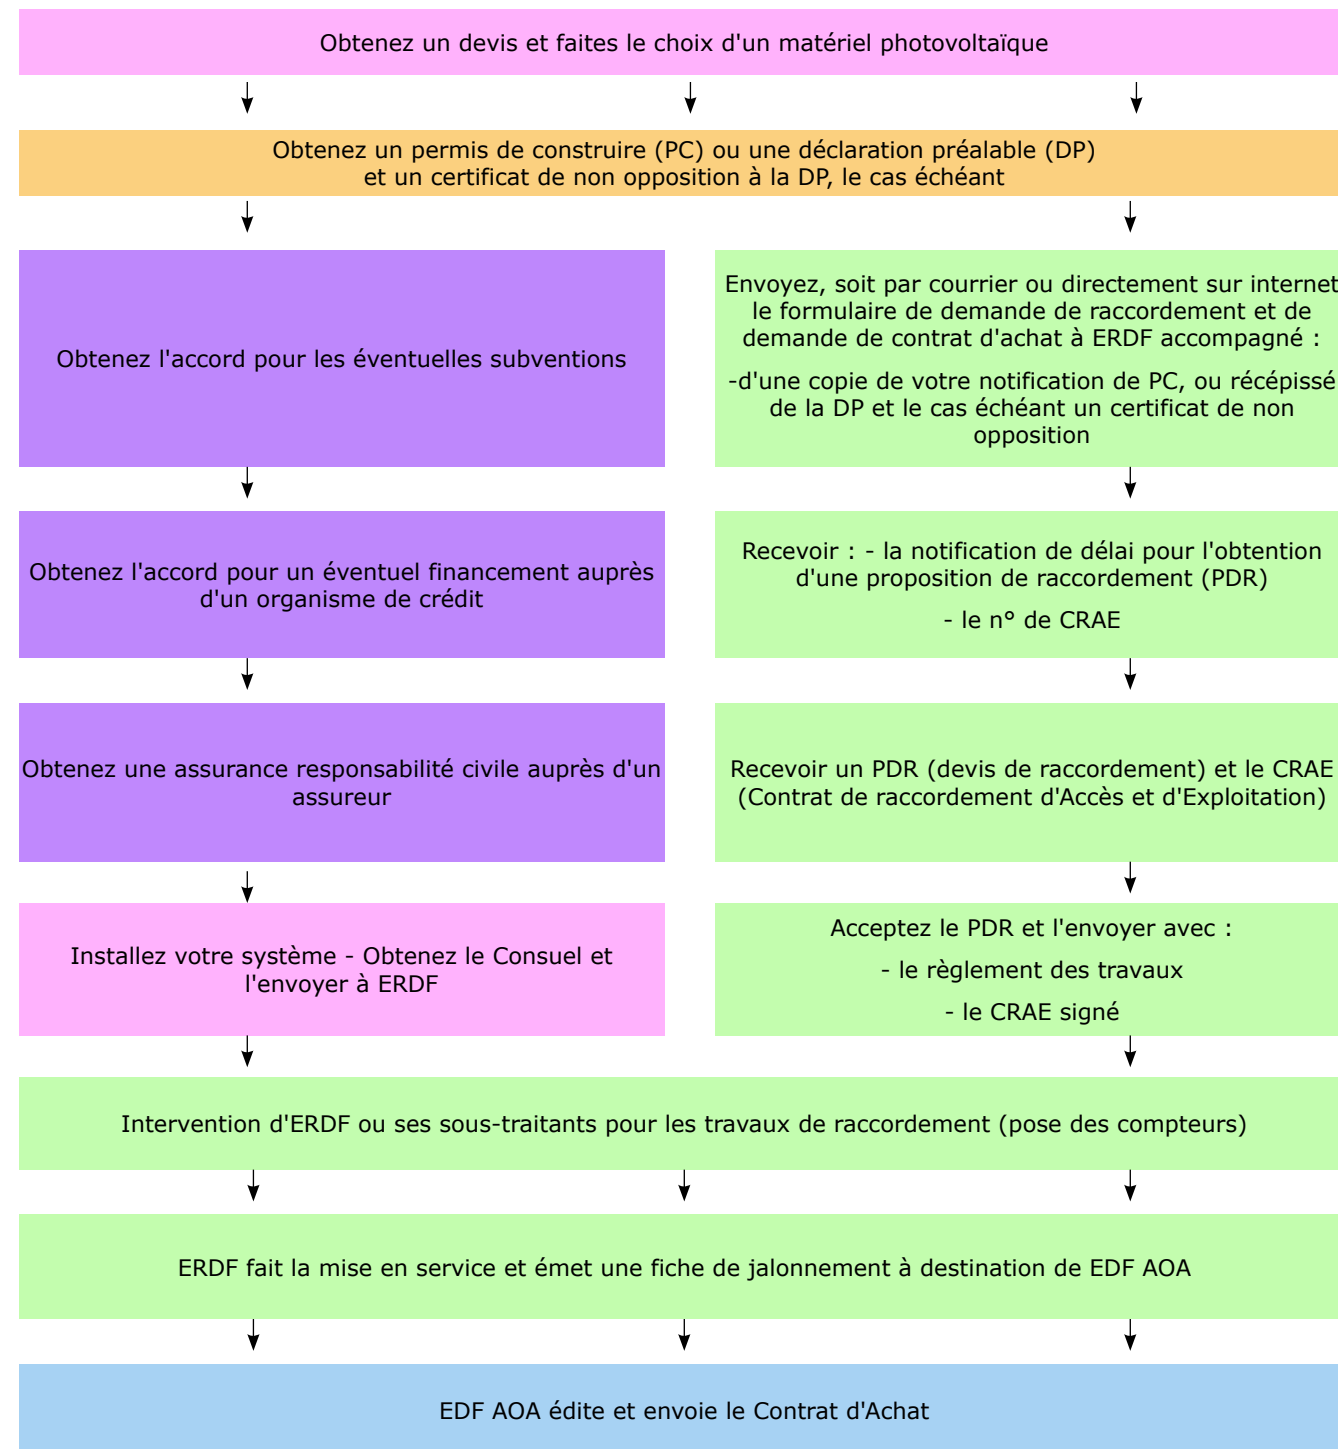 Obtenez un devis et faites le choix d'un matériel photovoltaïque
Obtenez un permis de construire (PC) ou une déclaration préalable (DP)
et un certificat de non opposition à la DP, le cas échéant
Obtenez l'accord pour les éventuelles subventions
Envoyez, soit par courrier ou directement sur internet
le formulaire de demande de raccordement et de
demande de contrat d'achat à ERDF accompagné :
-d'une copie de votre notification de PC, ou récépissé
de la DP et le cas échéant un certificat de non
opposition
Obtenez l'accord pour un éventuel financement auprès
d'un organisme de crédit
Recevoir : - la notification de délai pour l'obtention
d'une proposition de raccordement (PDR)
- le n° de CRAE
Obtenez une assurance responsabilité civile auprès d'un
assureur
Recevoir un PDR (devis de raccordement) et le CRAE
(Contrat de raccordement d'Accès et d'Exploitation)
Installez votre système - Obtenez le Consuel et
l'envoyer à ERDF
Acceptez le PDR et l'envoyer avec :
- le règlement des travaux
- le CRAE signé
Intervention d'ERDF ou ses sous-traitants pour les travaux de raccordement (pose des compteurs)
ERDF fait la mise en service et émet une fiche de jalonnement à destination de EDF AOA
EDF AOA édite et envoie le Contrat d'Achat